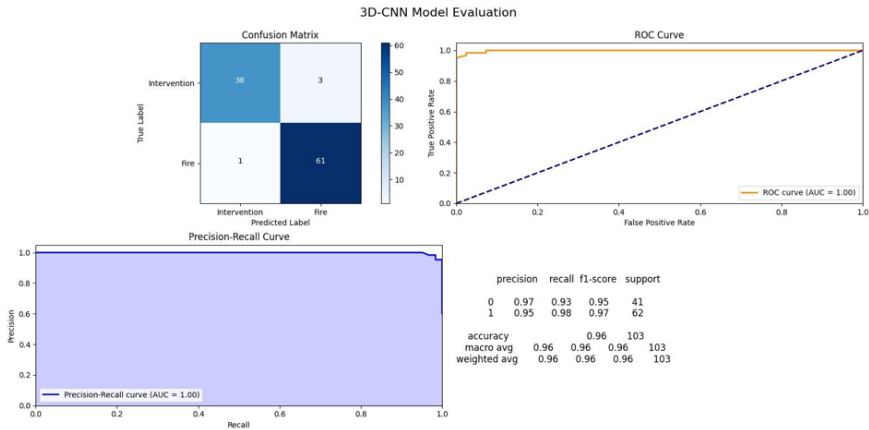 3D-CNN Model Evaluation
Confusion Matrix
Intervention
Fire
True Label
38 3
1 61
Intervention Fire
Predicted Label
60
50
40
30
20
10
ROC Curve
1.0
0.8
0.6
0.4
0.2
0.0
True Positive Rate
ROC curve (AUC = 1.00)
0.0 0.2 0.4 0.6 0.8 1.0
False Positive Rate
Precision-Recall Curve
1.0
0.8
0.6
0.4
0.2
0.0
Precision
Precision-Recall curve (AUC = 1.00)
0.0 0.2 0.4 0.6 0.8 1.0
Recall
precision recall f1-score support
0 0.97 0.93 0.95 41
1 0.95 0.98 0.97 62
accuracy 0.96 103
macro avg 0.96 0.96 0.96 103
weighted avg 0.96 0.96 0.96 103